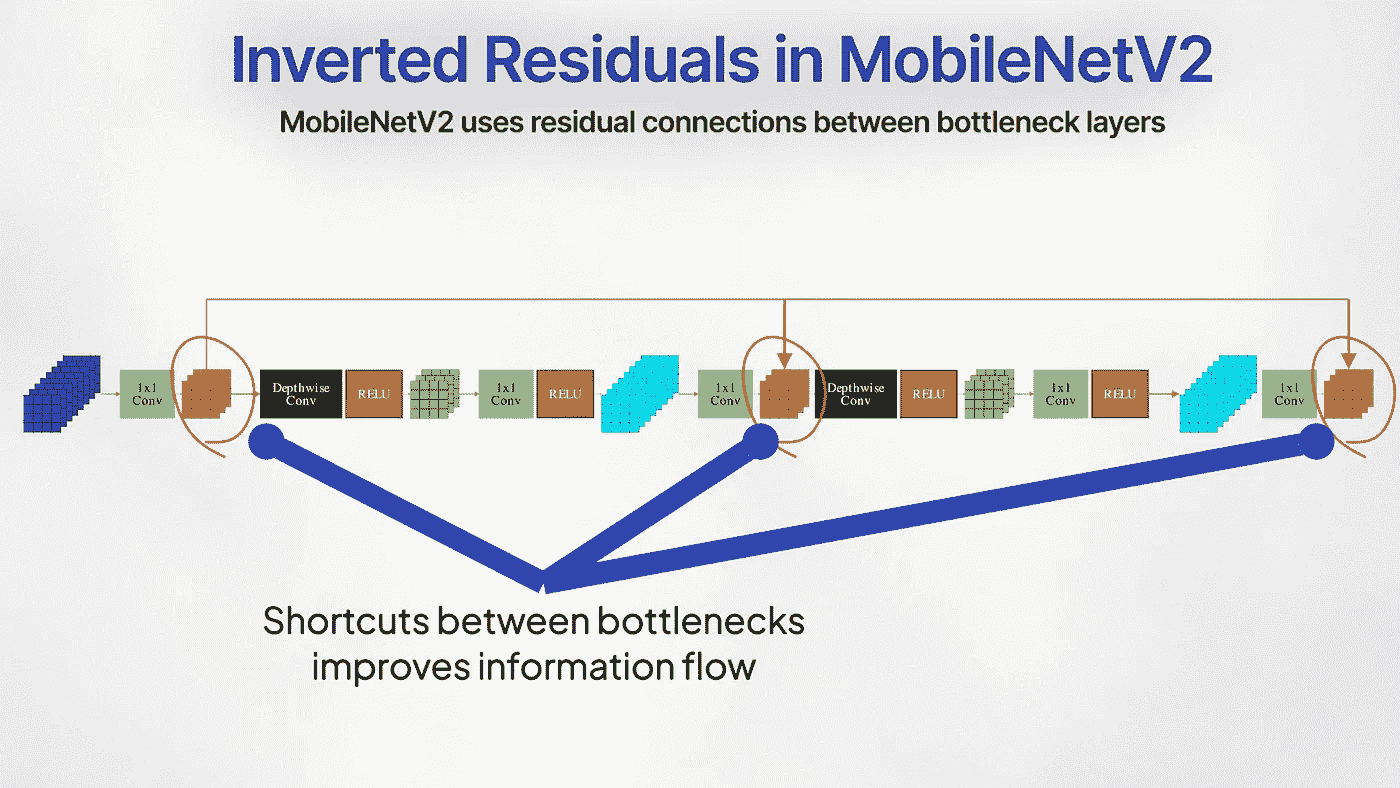 Inverted Residuals in MobileNetV2
MobileNetV2 uses residual connections between bottleneck layers
1x1
Conv
Depthwise
Conv
RELU
1x1
Conv
RELU
1x1
Conv
Depthwise
Conv
RELU
1x1
Conv
RELU
1x1
Conv
Shortcuts between bottlenecks
improves information flow